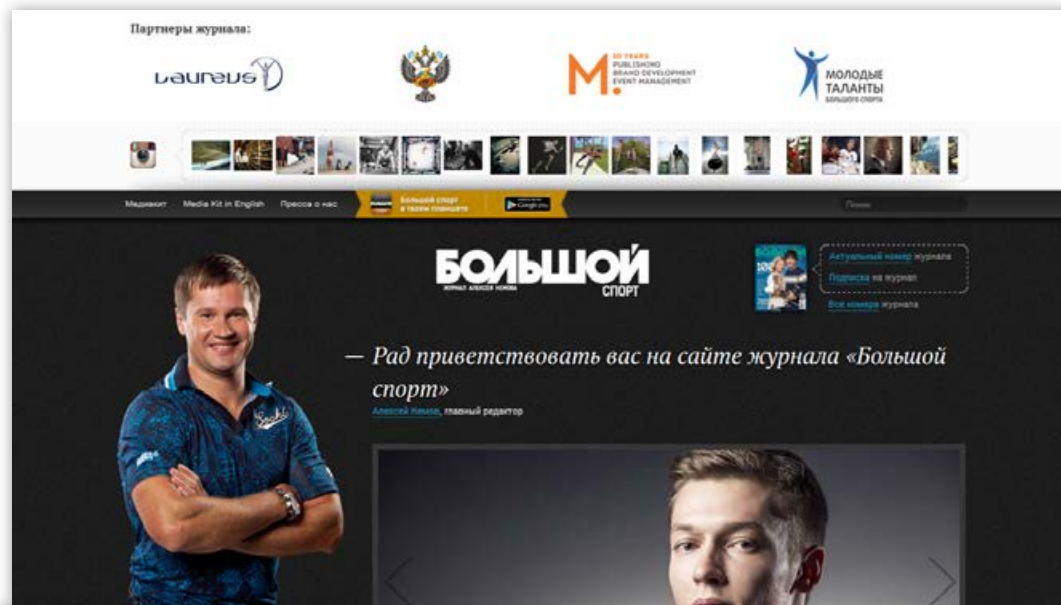 Партнеры журнала:
Laureus
М.
10 YEARS
PUBLISHING
BRAND DEVELOPMENT
EVENT MANAGEMENT
МОЛОДЫЕ
ТАЛАНТЫ
БОЛЬШОГО СПОРТА
Медиакит Media Kit in English Пресса о нас
Большой спорт
в твоем планшете
Google play
Поиск
БОЛЬШОЙ
ЖУРНАЛ АЛЕКСЕЯ НЕМОВА
СПОРТ
Актуальный номер журнала
Подписка на журнал
Все номера журнала
— Рад приветствовать вас на сайте журнала «Большой
спорт»
Алексей Немов, главный редактор